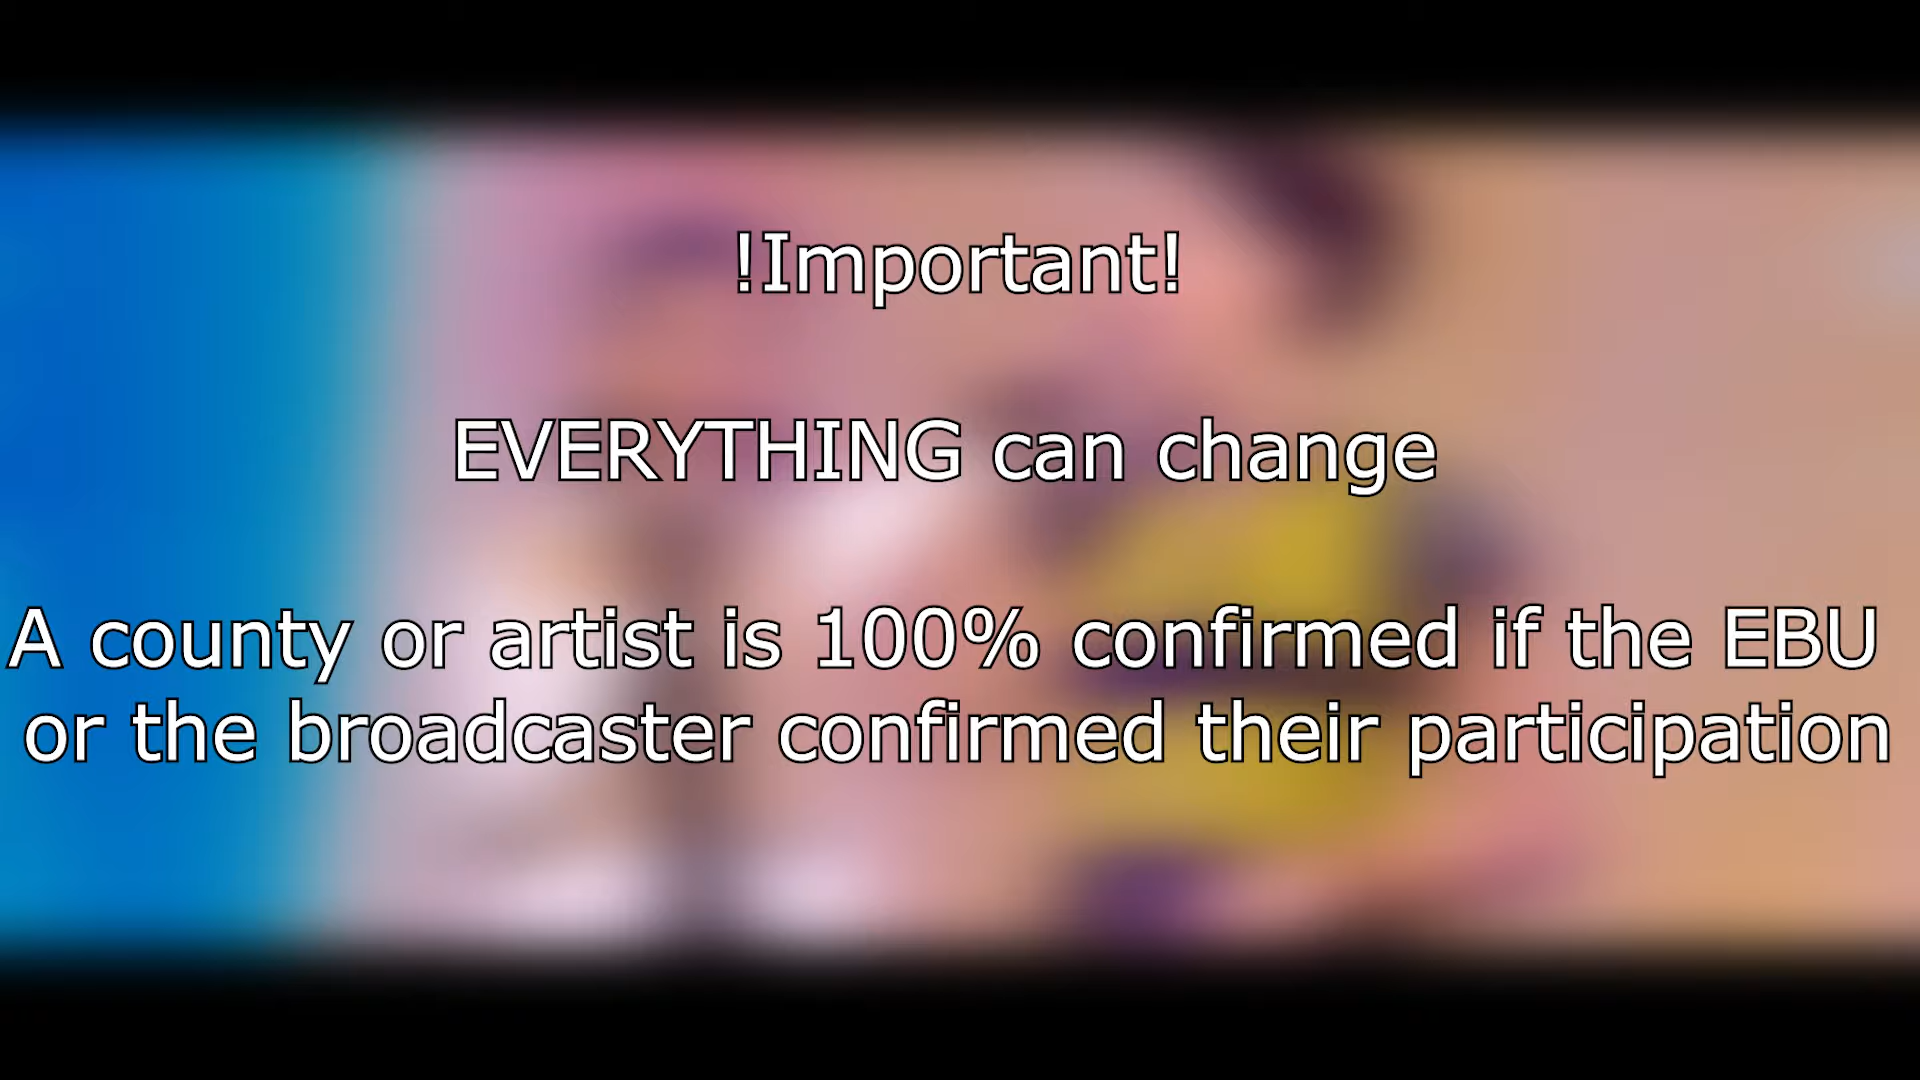 !Important!
EVERYTHING can change
A county or artist is 100% confirmed if the EBU
or the broadcaster confirmed their participation